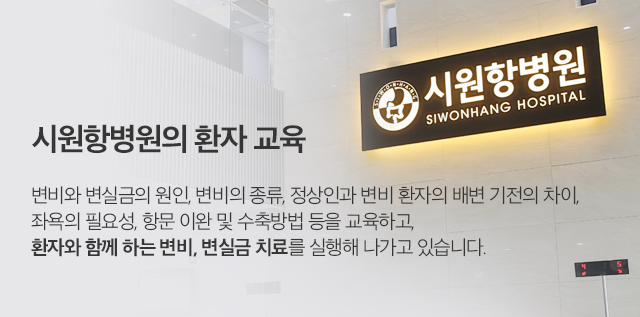 시원항병원
SIWONHANG HOSPITAL
시원항병원의 환자 교육
변비와 변실금의 원인, 변비의 종류, 정상인과 변비 환자의 배변 기전의 차이,
좌욕의 필요성, 항문 이완 및 수축방법 등을 교육하고,
환자와 함께 하는 변비, 변실금 치료를 실행해 나가고 있습니다.
4 5